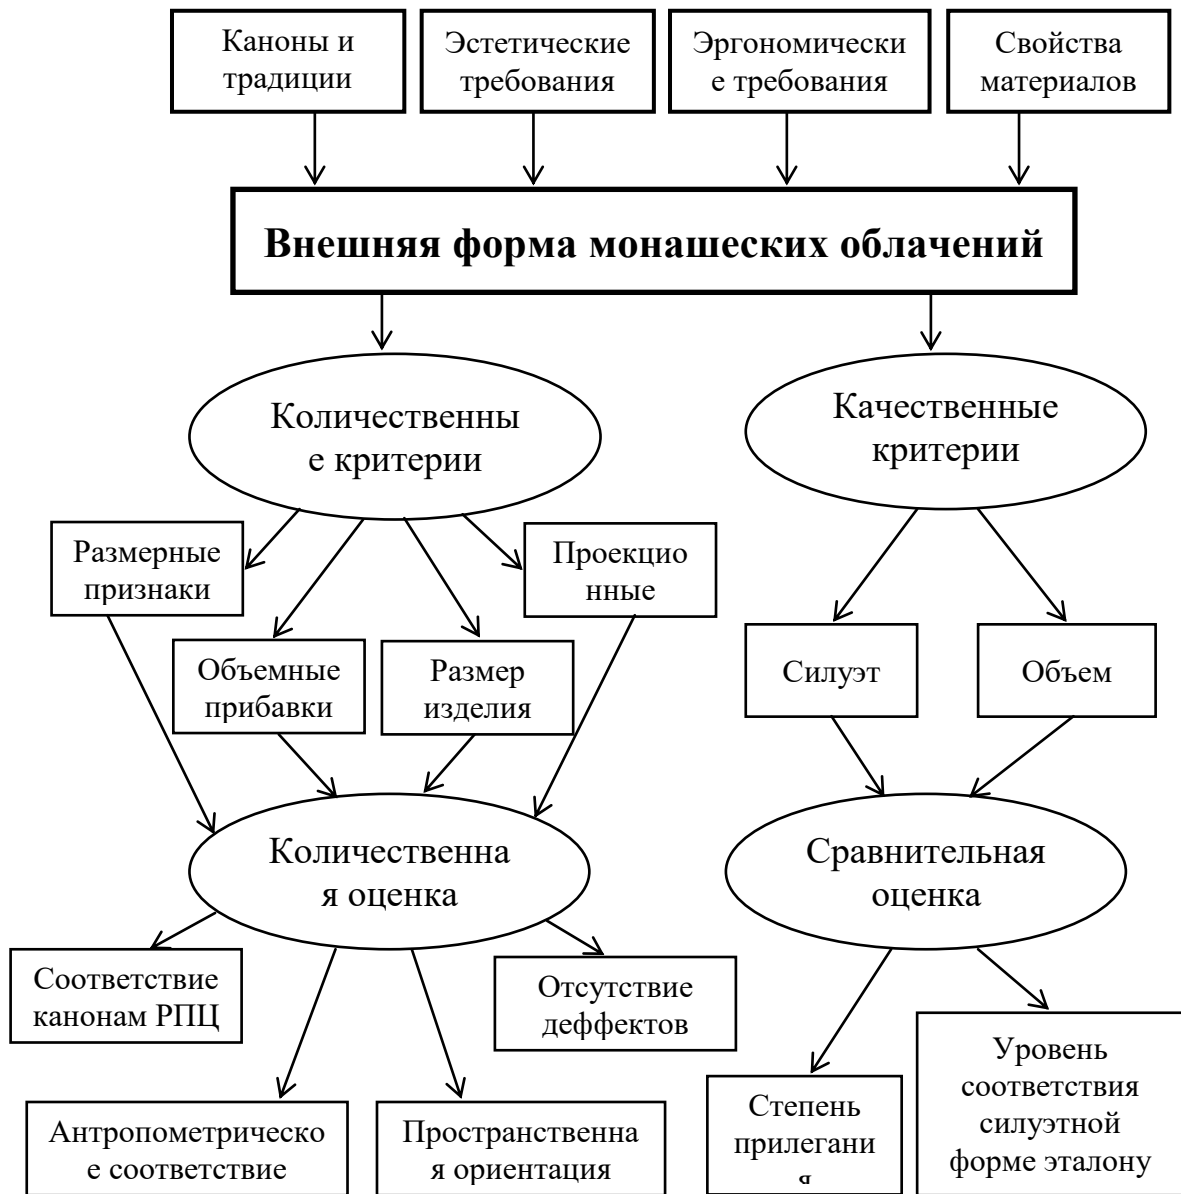 Каноны и
традиции
Эстетические
требования
Эргономически
е требования
Свойства
материалов
Внешняя форма монашеских облачений
Количественны
е критерии
Качественные
критерии
Размерные
признаки
Проекцио
нные
Объемные
прибавки
Размер
изделия
Силуэт
Объем
Количественна
я оценка
Сравнительная
оценка
Соответствие
канонам РПЦ
Отсутствие
деффектов
Антропометрическо
е соответствие
Пространственна
я ориентация
Степень
прилегани
я
Уровень
соответствия
силуэтной
форме эталону